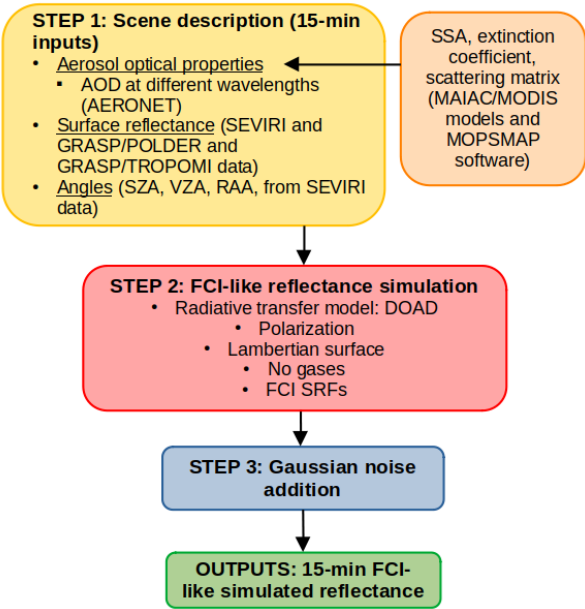 STEP 1: Scene description (15-min
inputs)
• Aerosol optical properties
▪ AOD at different wavelengths
(AERONET)
• Surface reflectance (SEVIRI and
GRASP/POLDER and
GRASP/TROPOMI data)
• Angles (SZA, VZA, RAA, from SEVIRI
data)
SSA, extinction
coefficient,
scattering matrix
(MAIAC/MODIS
models and
MOPSMAP
software)
STEP 2: FCI-like reflectance simulation
• Radiative transfer model: DOAD
• Polarization
• Lambertian surface
• No gases
• FCI SRFs
STEP 3: Gaussian noise
addition
OUTPUTS: 15-min FCI-
like simulated reflectance